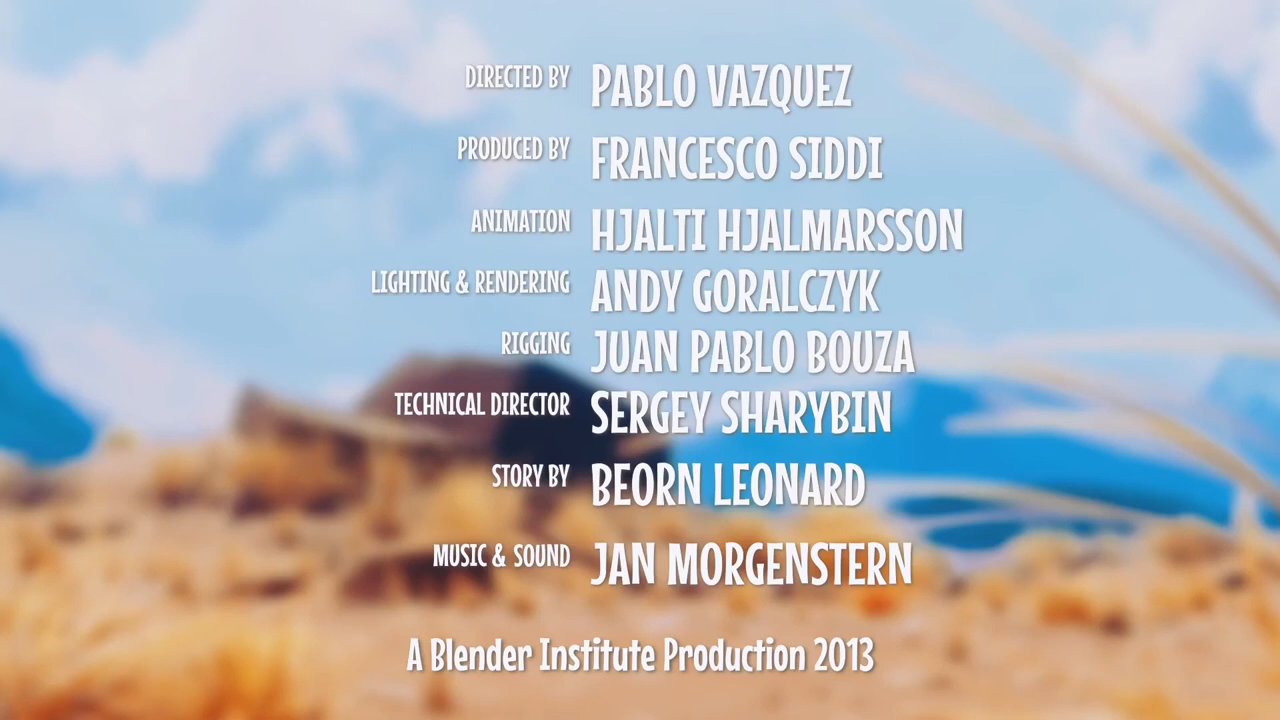 DIRECTED BY PABLO VAZQUEZ
PRODUCED BY FRANCESCO SIDDI
ANIMATION HJALTI HJALMARSSON
LIGHTING & RENDERING ANDY GORALCZYK
RIGGING JUAN PABLO BOUZA
TECHNICAL DIRECTOR SERGEY SHARYBIN
STORY BY BEORN LEONARD
MUSIC & SOUND JAN MORGENSTERN
A Blender Institute Production 2013